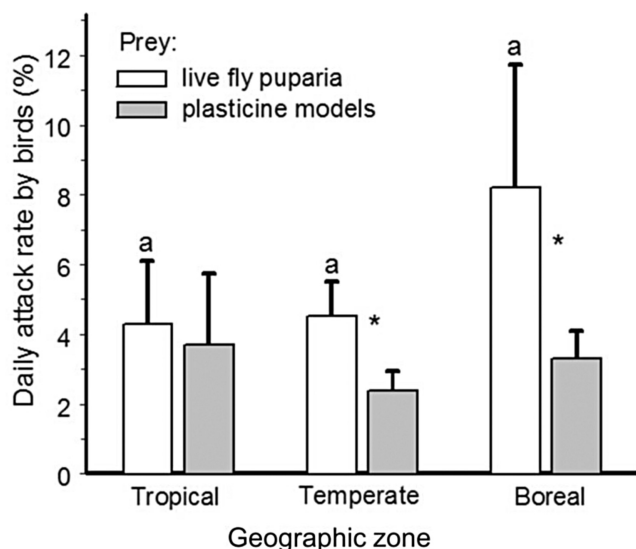 Prey:
live fly puparia
plasticine models
Daily attack rate by birds (%)
12
10
8
6
4
2
0
a
a
*
a
*
Tropical
Temperate
Boreal
Geographic zone